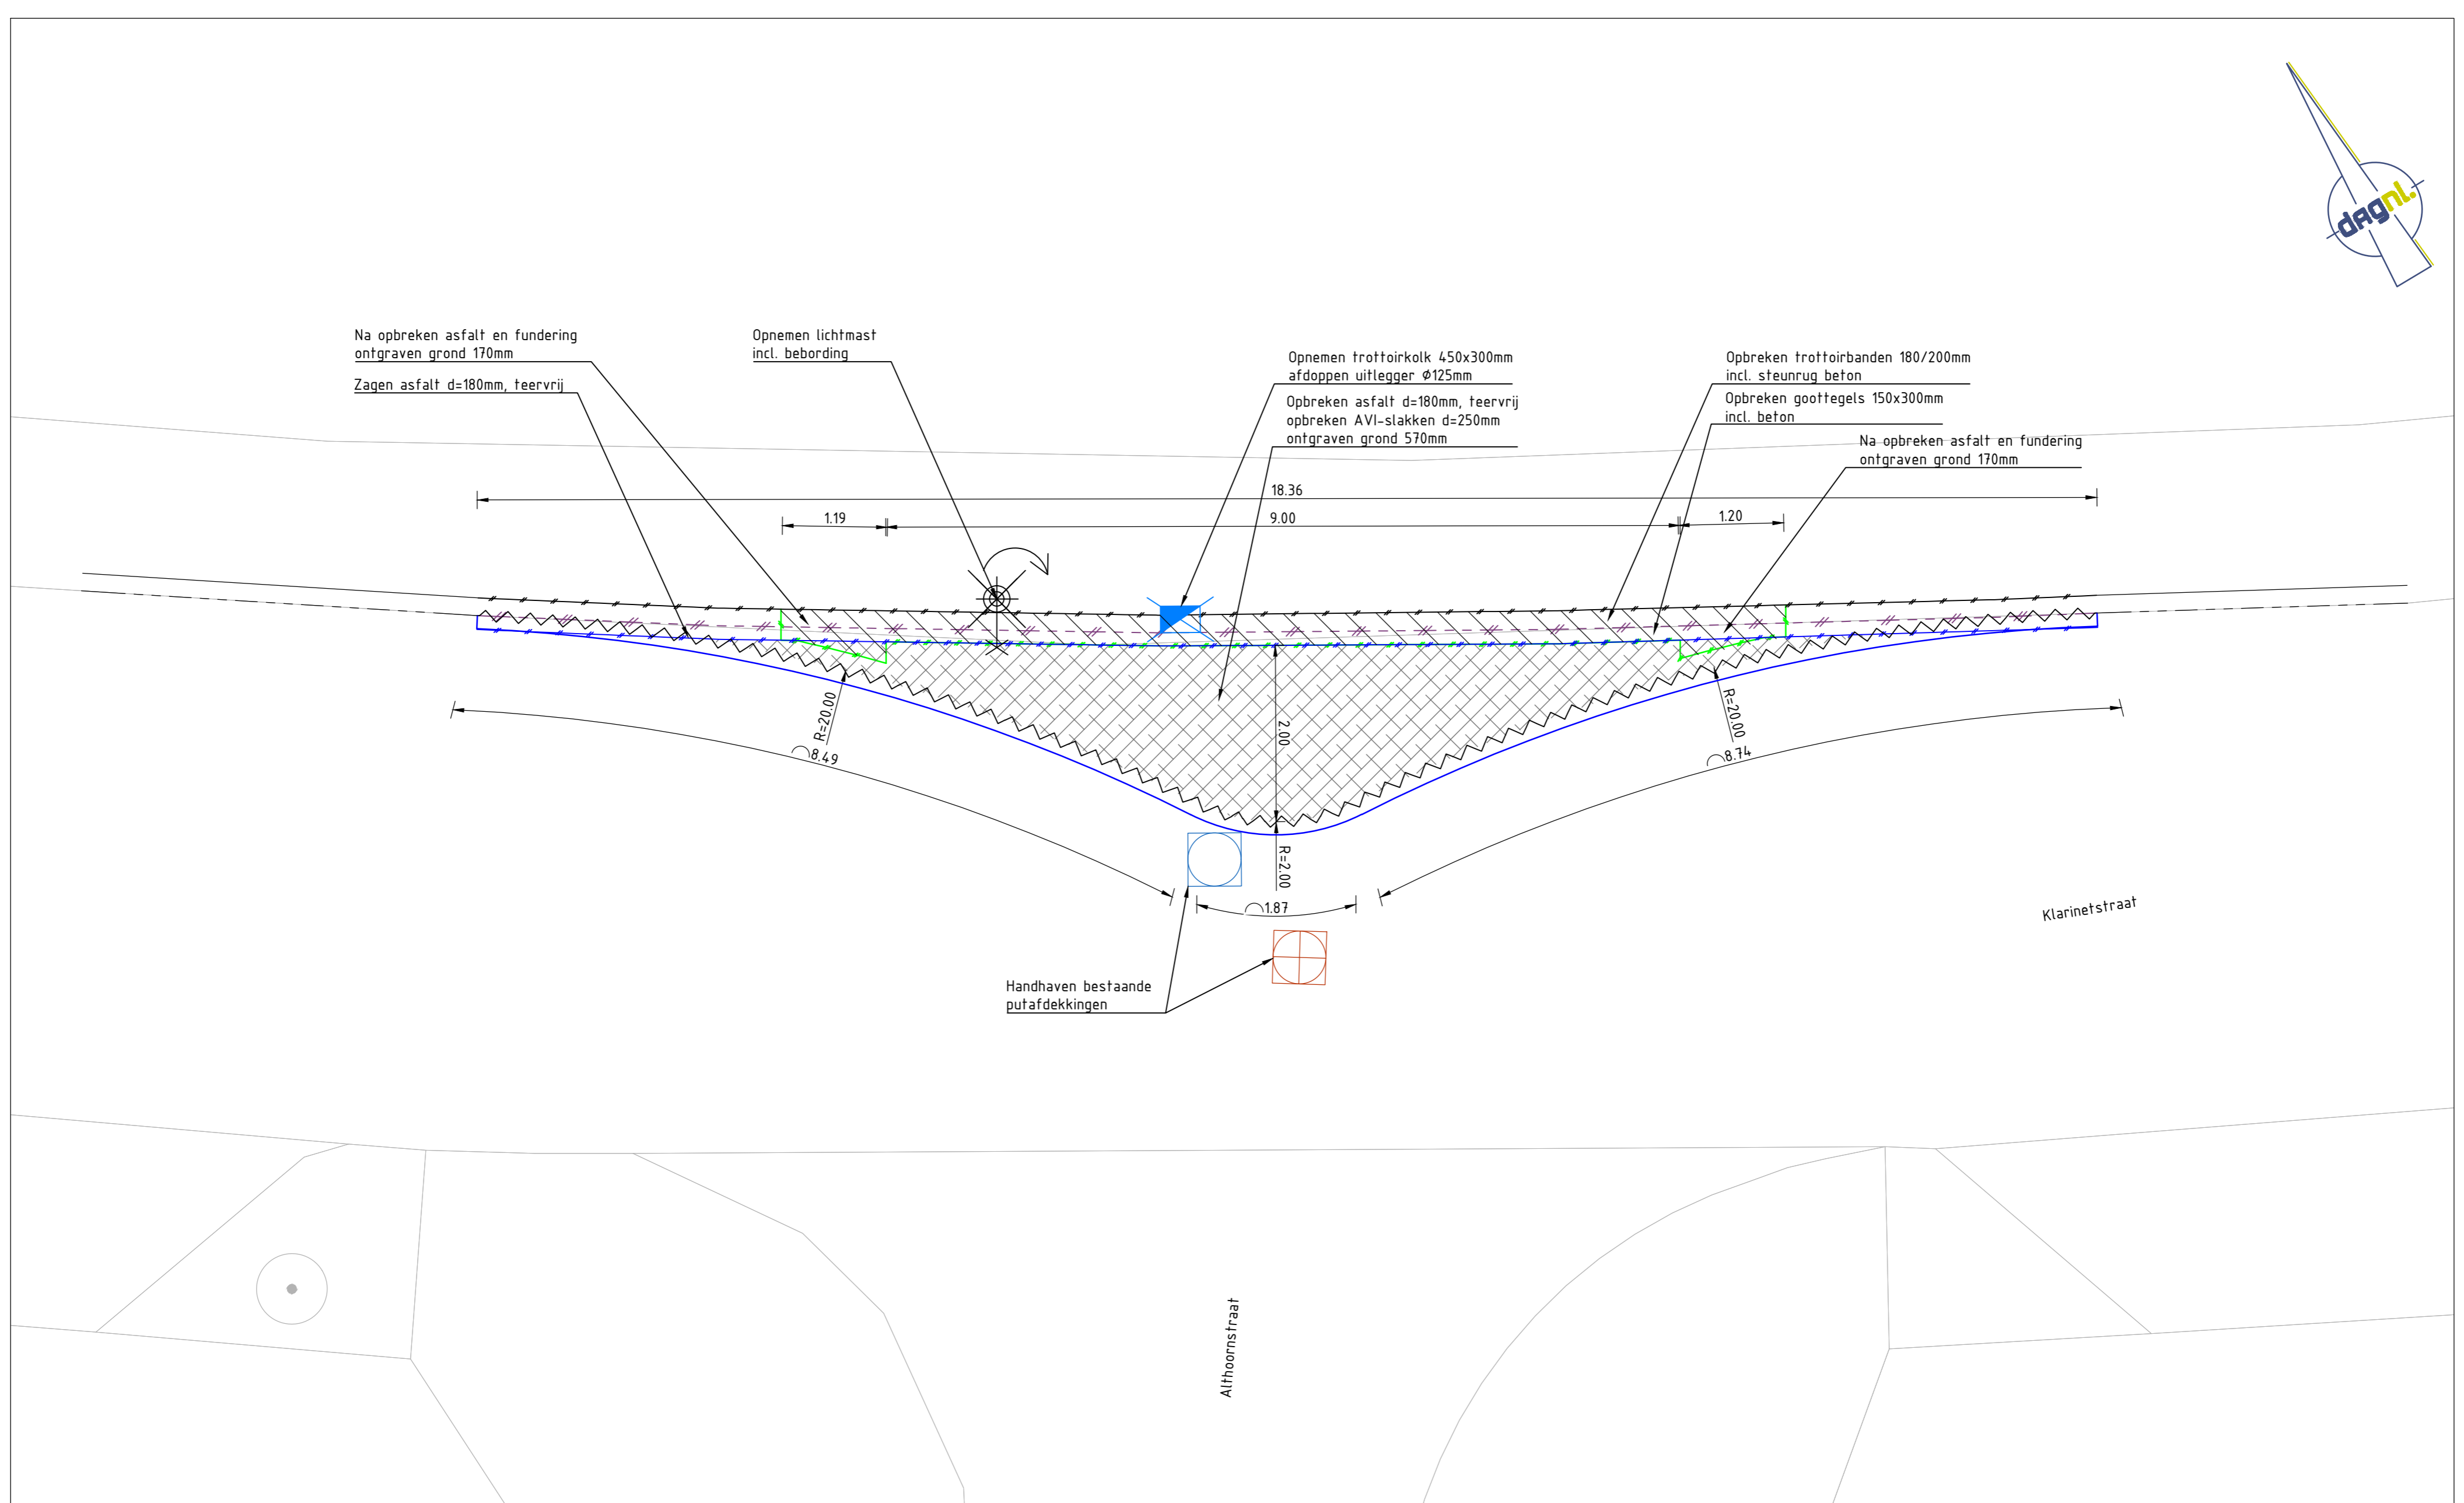 dagnl.
Na opbreken asfalt en fundering
ontgraven grond 170mm
Zagen asfalt d=180mm, teervrij
Opnemen lichtmast
incl. bebording
Opnemen trottoirkolk 450x300mm
afdoppen uitlegger Ø125mm
Opbreken asfalt d=180mm, teervrij
opbreken AVI-slakken d=250mm
ontgraven grond 570mm
Opbreken trottoirbanden 180/200mm
incl. steunrug beton
Opbreken goottegels 150x300mm
incl. beton
Na opbreken asfalt en fundering
ontgraven grond 170mm
18.36
1.19
9.00
1.20
R=20.00
8.49
2.00
R=20.00
8.74
R=2.00
1.87
Klarinetstraat
Handhaven bestaande
putafdekkingen
Althoornstraat